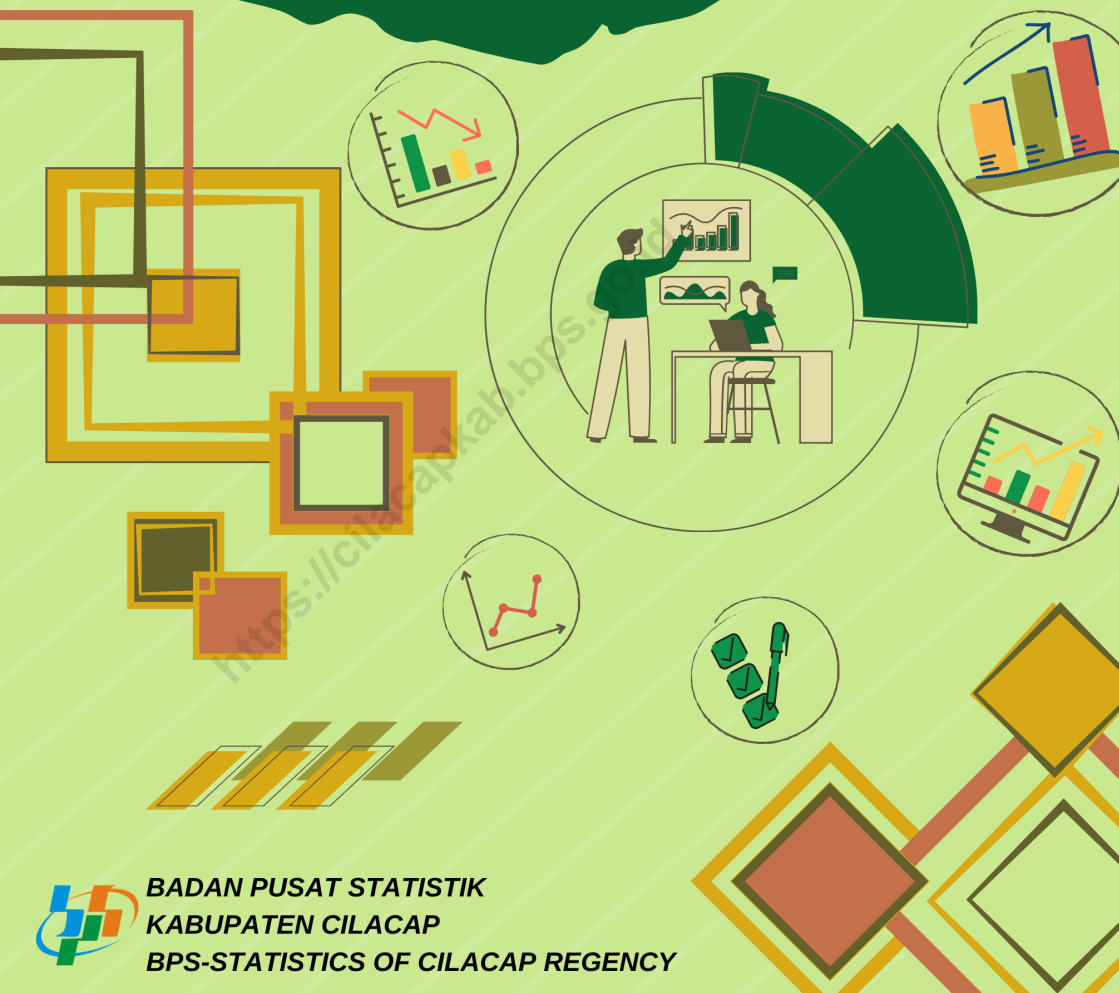 https://cilacapkab.bps.go.id
BADAN PUSAT STATISTIK
KABUPATEN CILACAP
BPS-STATISTICS OF CILACAP REGENCY